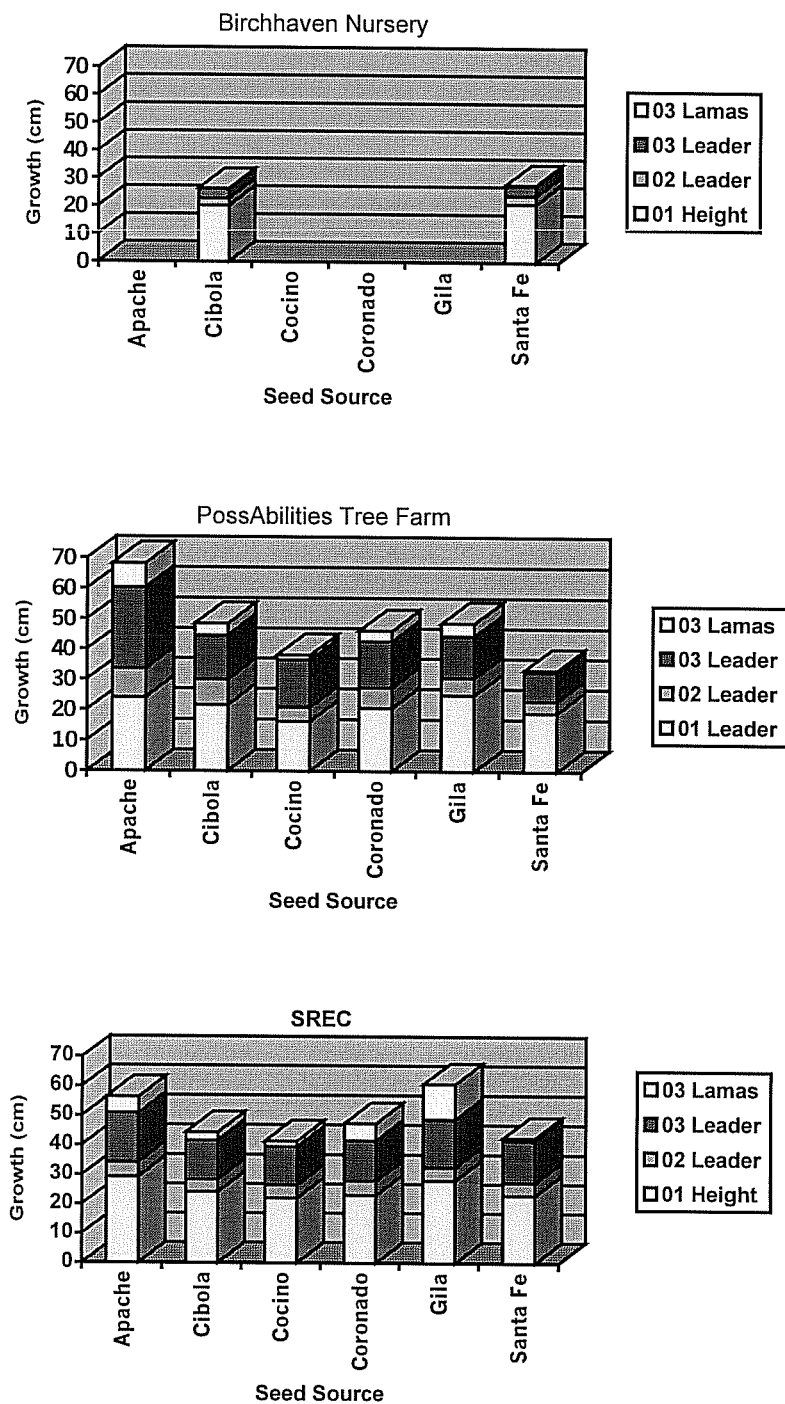 Birchhaven Nursery
Growth (cm)
70
60
50
40
30
20
10
0
Apache
Cibola
Cocino
Coronado
Gila
Santa Fe
Seed Source
03 Lamas
03 Leader
02 Leader
01 Height
PossAbilities Tree Farm
Growth (cm)
70
60
50
40
30
20
10
0
Apache
Cibola
Cocino
Coronado
Gila
Santa Fe
Seed Source
03 Lamas
03 Leader
02 Leader
01 Leader
SREC
Growth (cm)
70
60
50
40
30
20
10
0
Apache
Cibola
Cocino
Coronado
Gila
Santa Fe
Seed Source
03 Lamas
03 Leader
02 Leader
01 Height